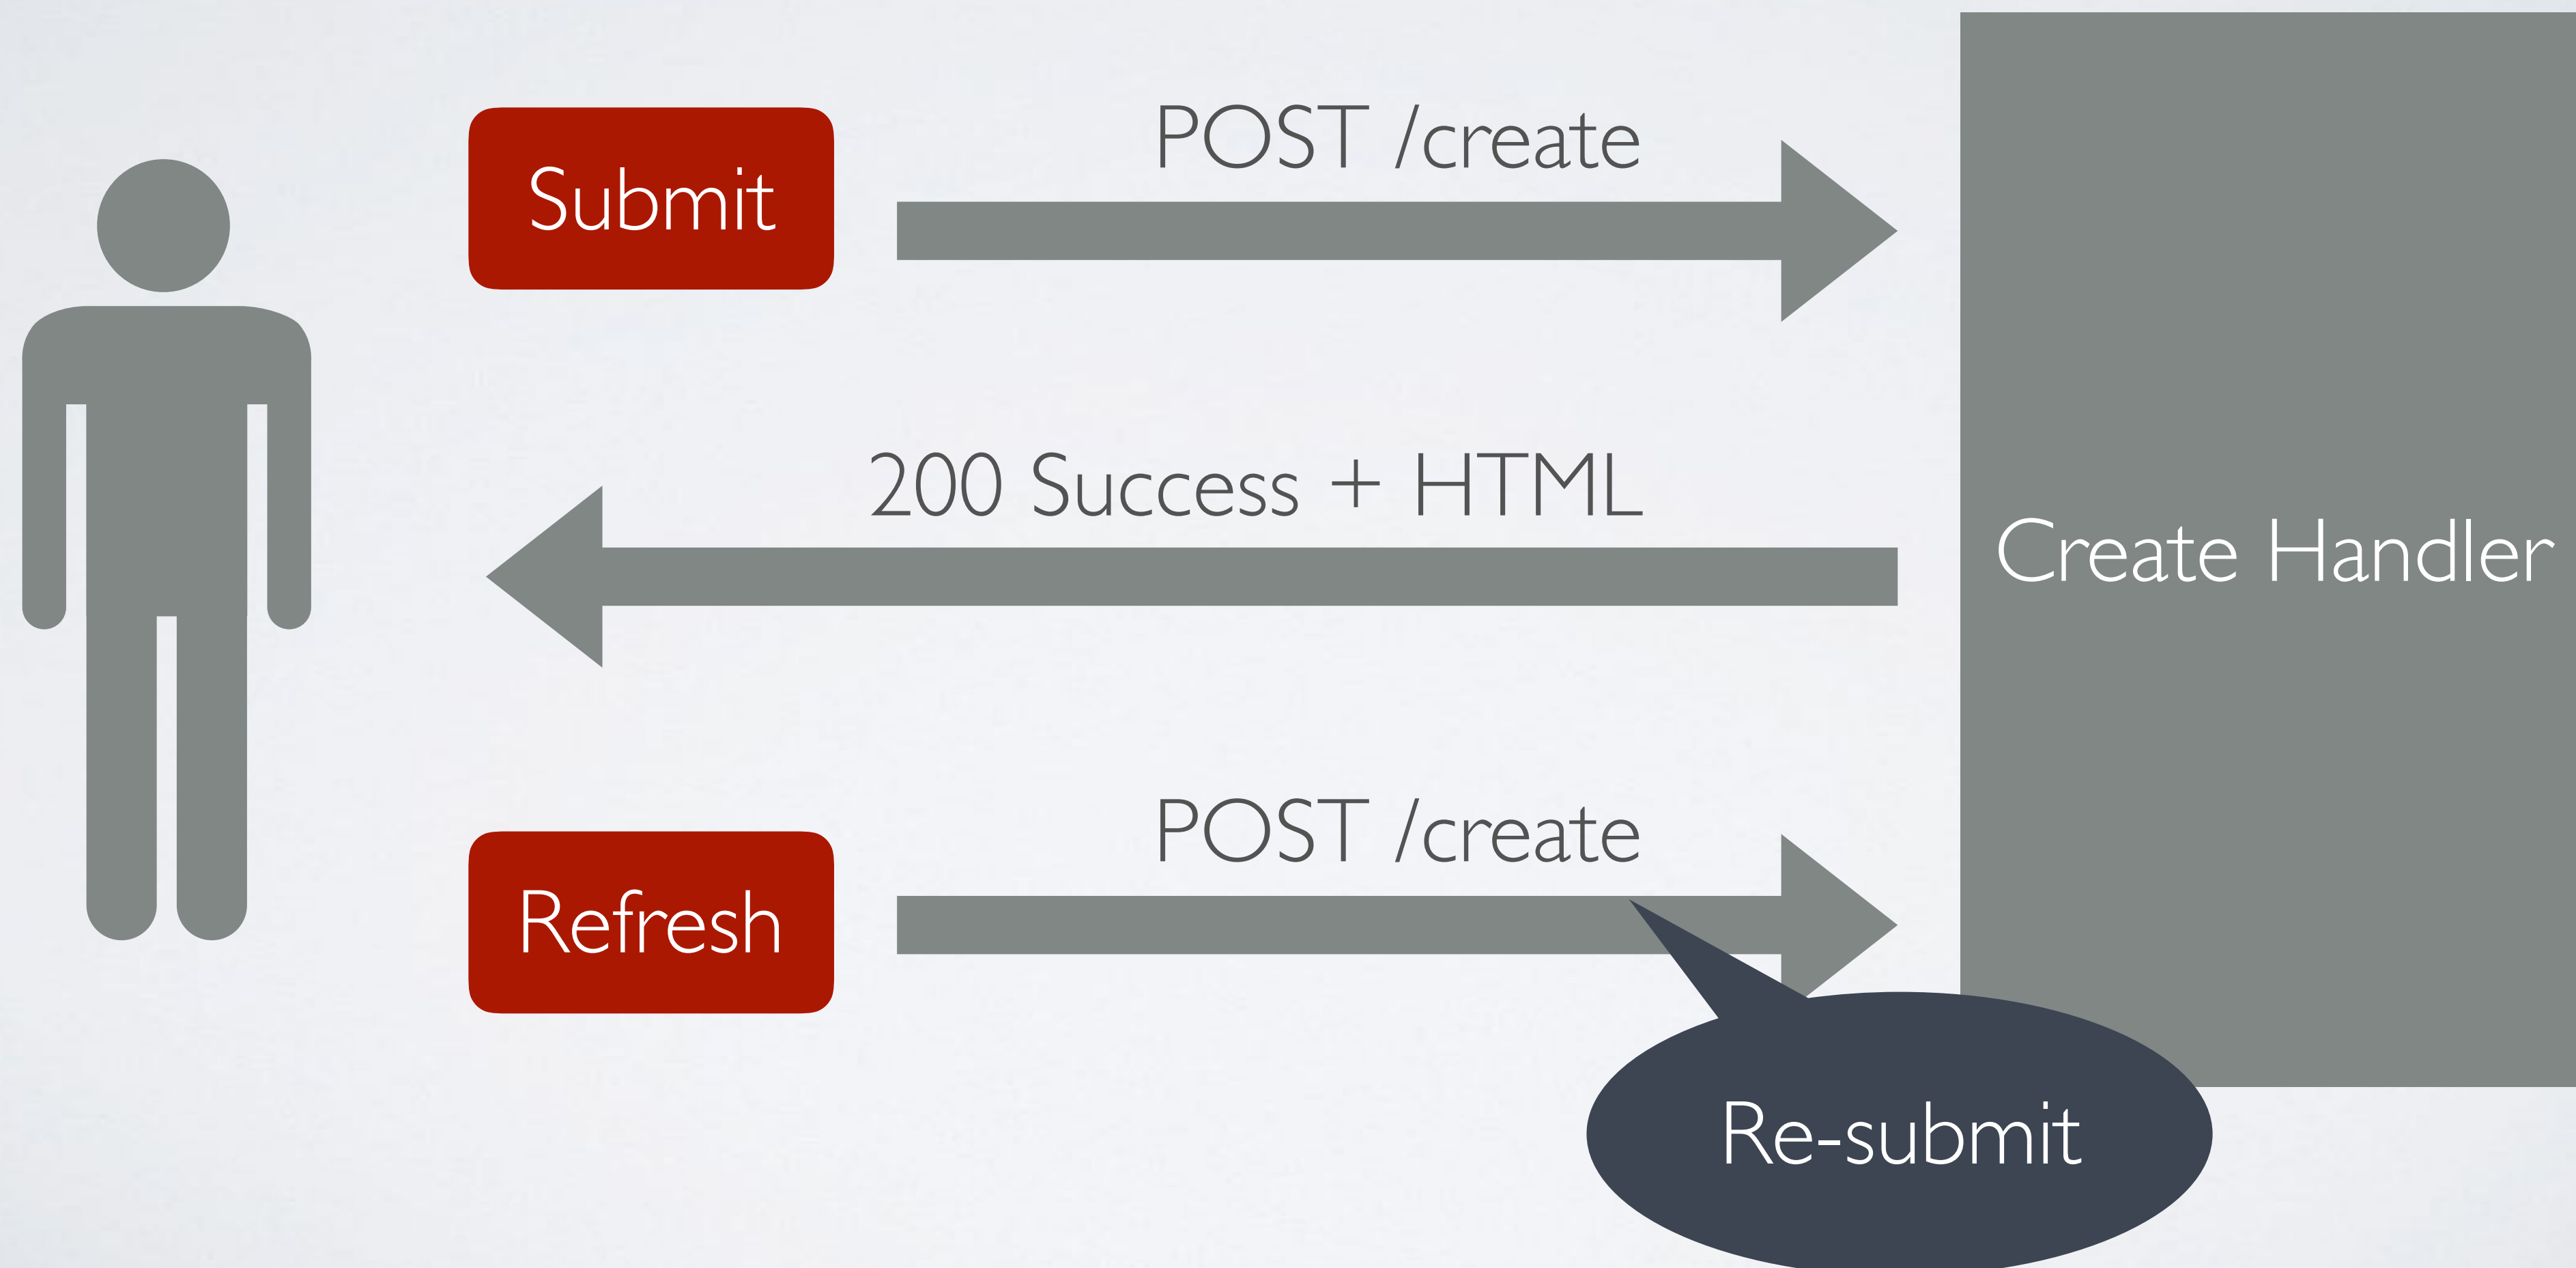 Submit
POST /create
200 Success + HTML
Create Handler
Refresh
POST /create
Re-submit